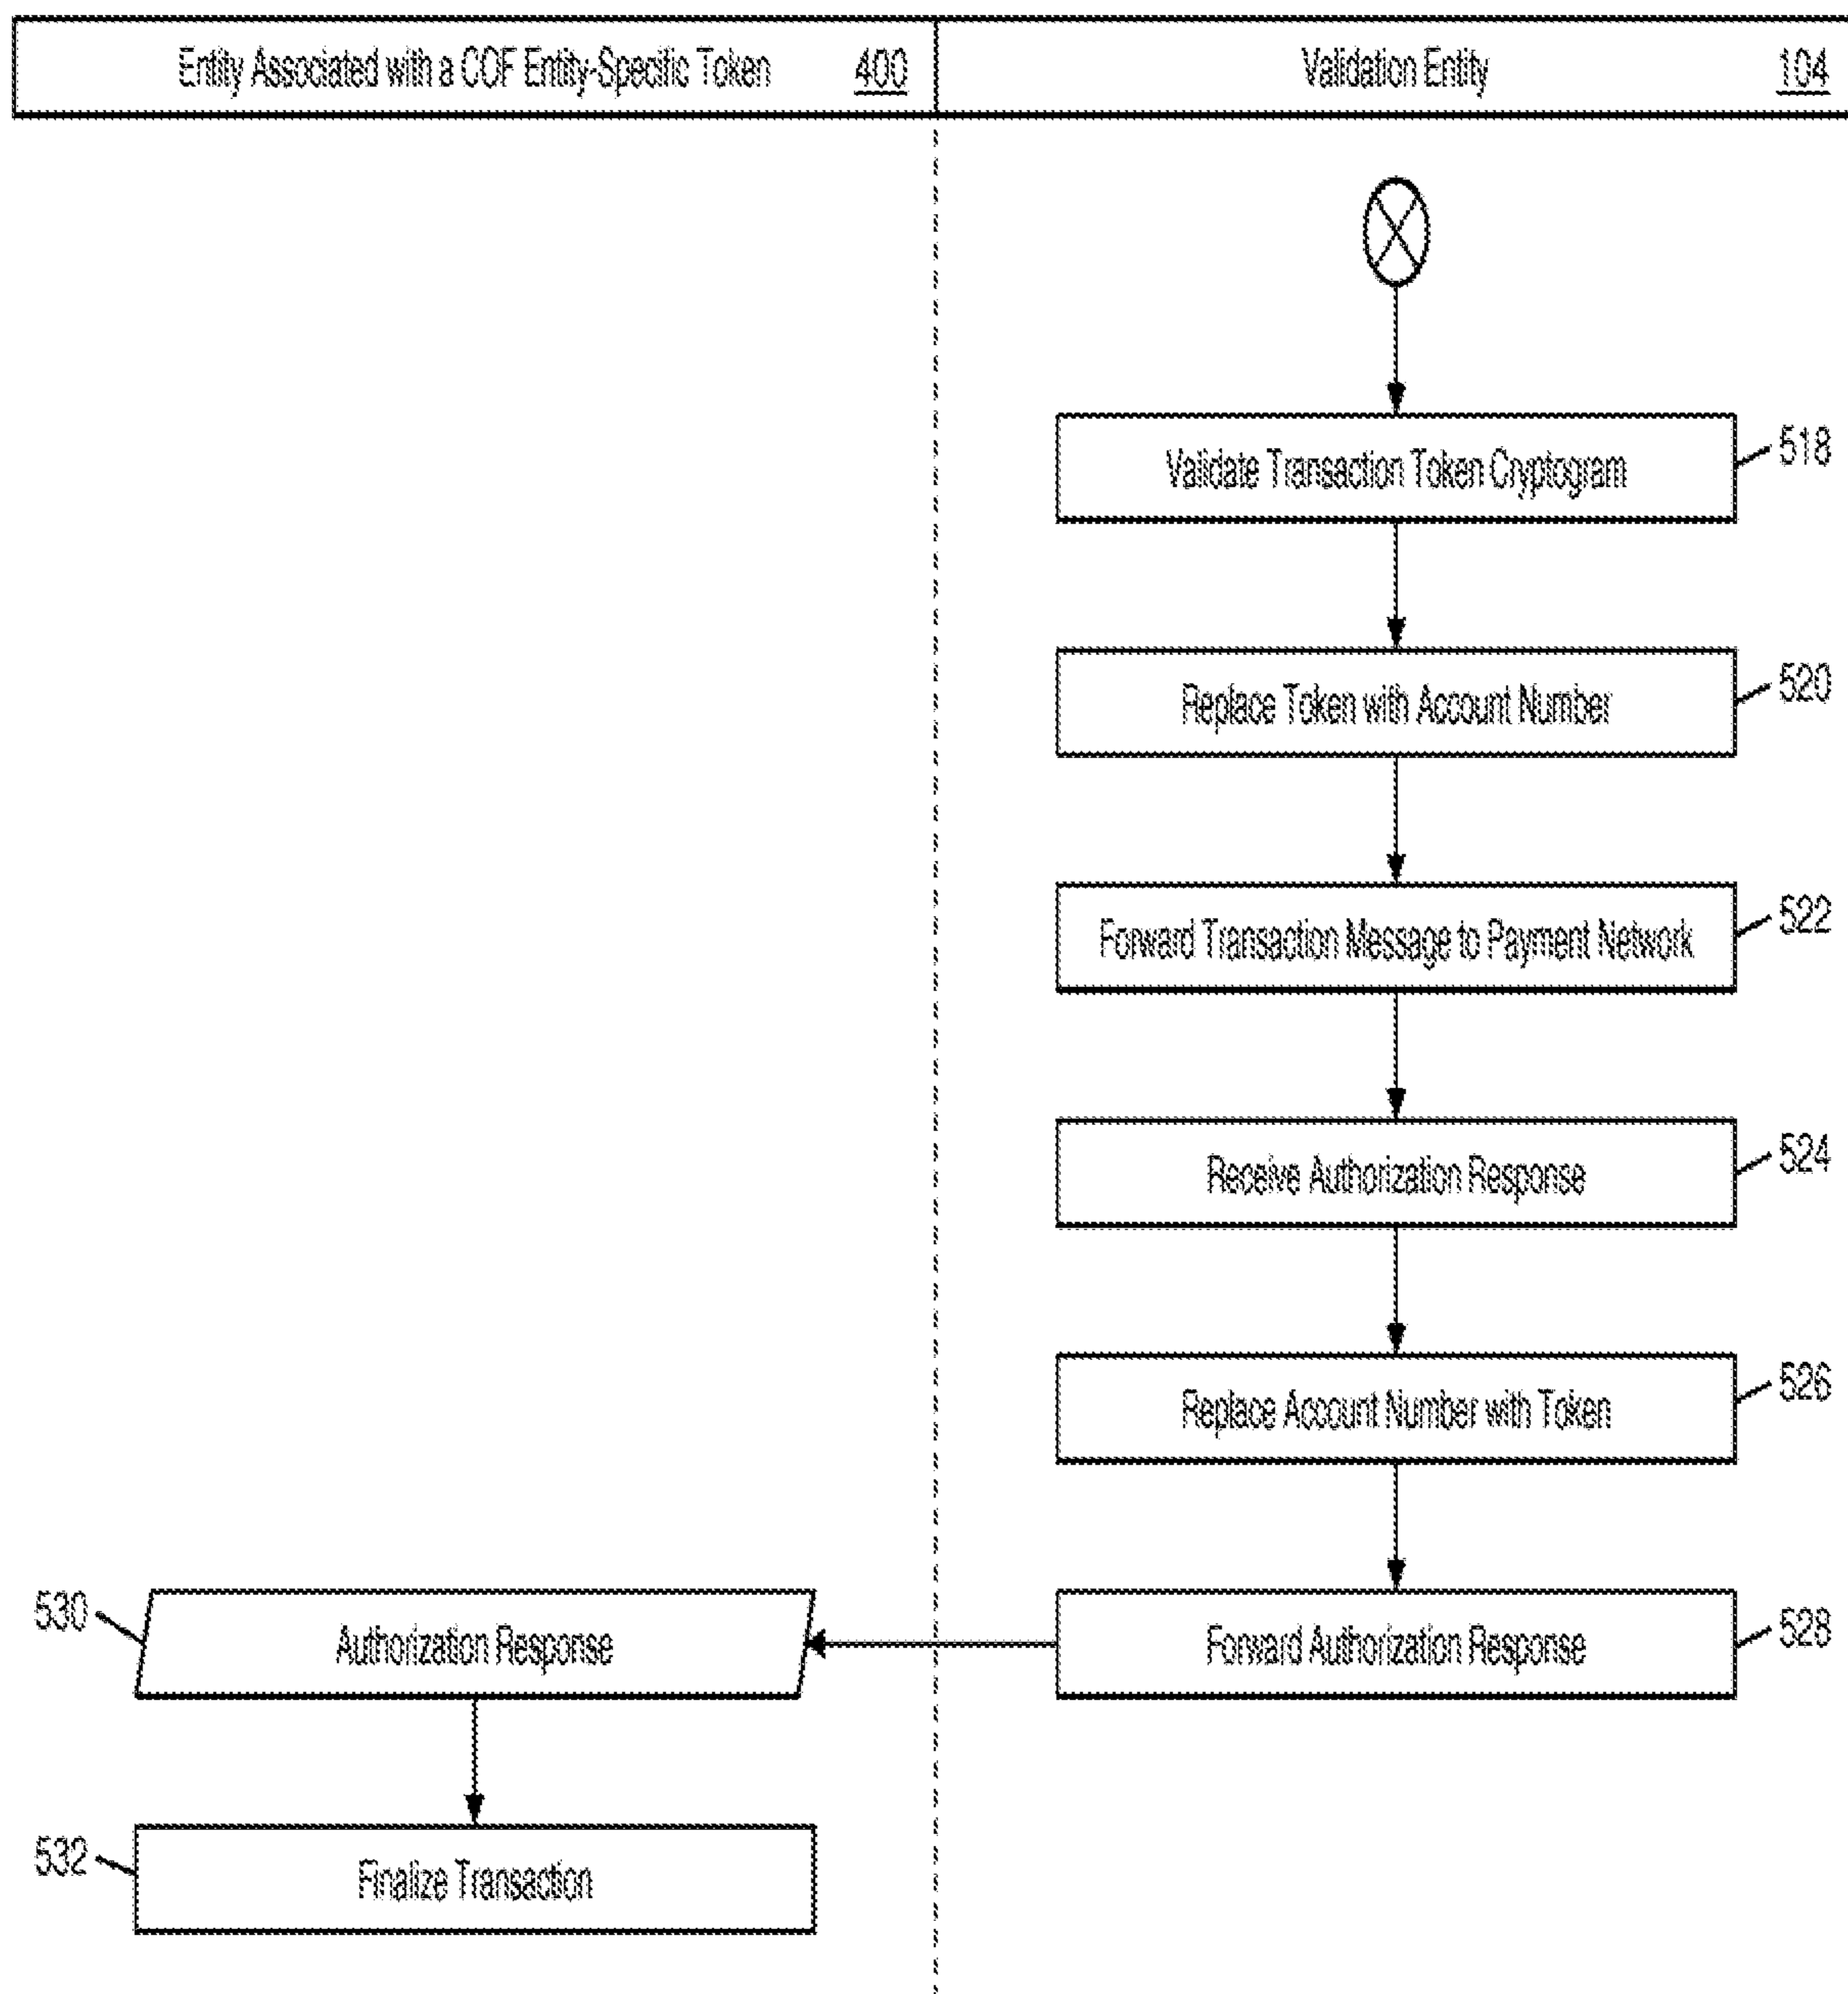 Entity Associated with a COF Entity-Specific Token 400
Validation Entity 104
Validate Transaction Token Cryptogram 518
Replace Token with Account Number 520
Forward Transaction Message to Payment Network 522
Receive Authorization Response 524
Replace Account Number with Token 526
530 Authorization Response
Forward Authorization Response 528
532 Finalize Transaction